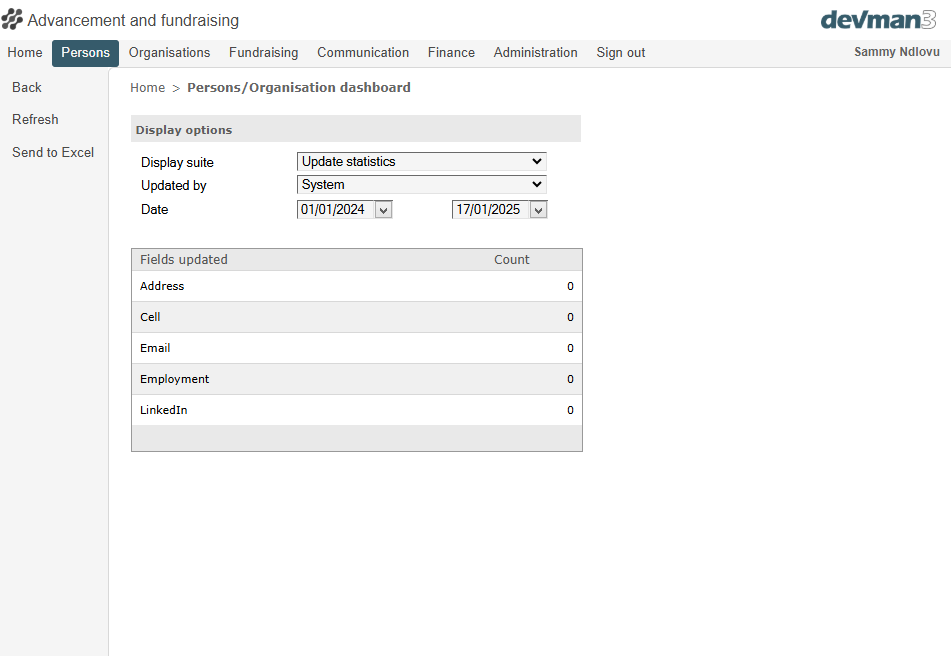 Advancement and fundraising
devman3
Home Persons Organisations Fundraising Communication Finance Administration Sign out Sammy Ndlovu
Back
Refresh
Send to Excel
Home > Persons/Organisation dashboard
Display options
Display suite Update statistics
Updated by System
Date 01/01/2024 17/01/2025
Fields updated Count
Address 0
Cell 0
Email 0
Employment 0
LinkedIn 0